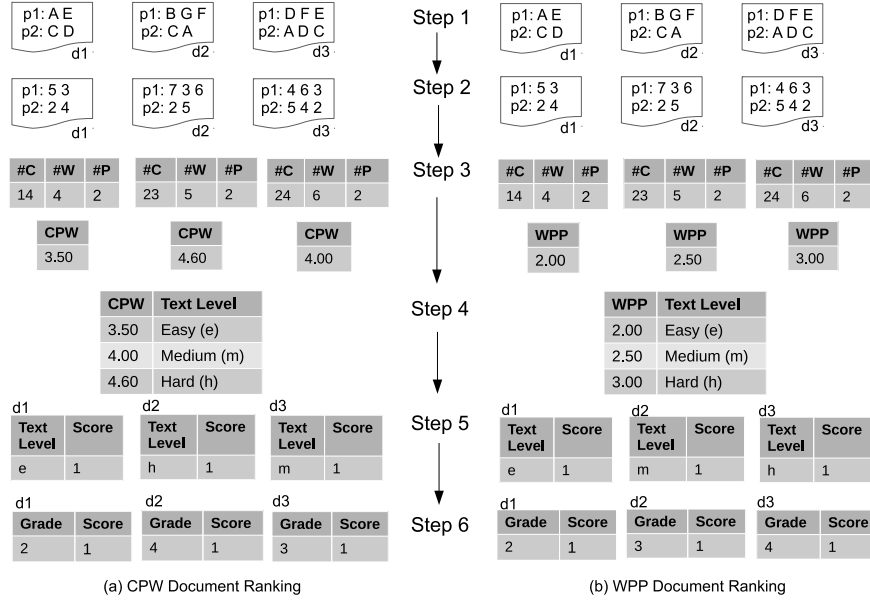 p1: A E
p2: C D
d1
p1: B G F
p2: C A
d2
p1: D F E
p2: A D C
d3
p1: 5 3
p2: 2 4
d1
p1: 7 3 6
p2: 2 5
d2
p1: 4 6 3
p2: 5 4 2
d3
#C #W #P
14 4 2
#C #W #P
23 5 2
#C #W #P
24 6 2
CPW
3.50
CPW
4.60
CPW
4.00
CPW Text Level
3.50 Easy (e)
4.00 Medium (m)
4.60 Hard (h)
d1
Text Level Score
e 1
d2
Text Level Score
h 1
d3
Text Level Score
m 1
d1
Grade Score
2 1
d2
Grade Score
4 1
d3
Grade Score
3 1
(a) CPW Document Ranking
Step 1
Step 2
Step 3
Step 4
Step 5
Step 6
p1: A E
p2: C D
d1
p1: B G F
p2: C A
d2
p1: D F E
p2: A D C
d3
p1: 5 3
p2: 2 4
d1
p1: 7 3 6
p2: 2 5
d2
p1: 4 6 3
p2: 5 4 2
d3
#C #W #P
14 4 2
#C #W #P
23 5 2
#C #W #P
24 6 2
WPP
2.00
WPP
2.50
WPP
3.00
WPP Text Level
2.00 Easy (e)
2.50 Medium (m)
3.00 Hard (h)
d1
Text Level Score
e 1
d2
Text Level Score
m 1
d3
Text Level Score
h 1
d1
Grade Score
2 1
d2
Grade Score
3 1
d3
Grade Score
4 1
(b) WPP Document Ranking